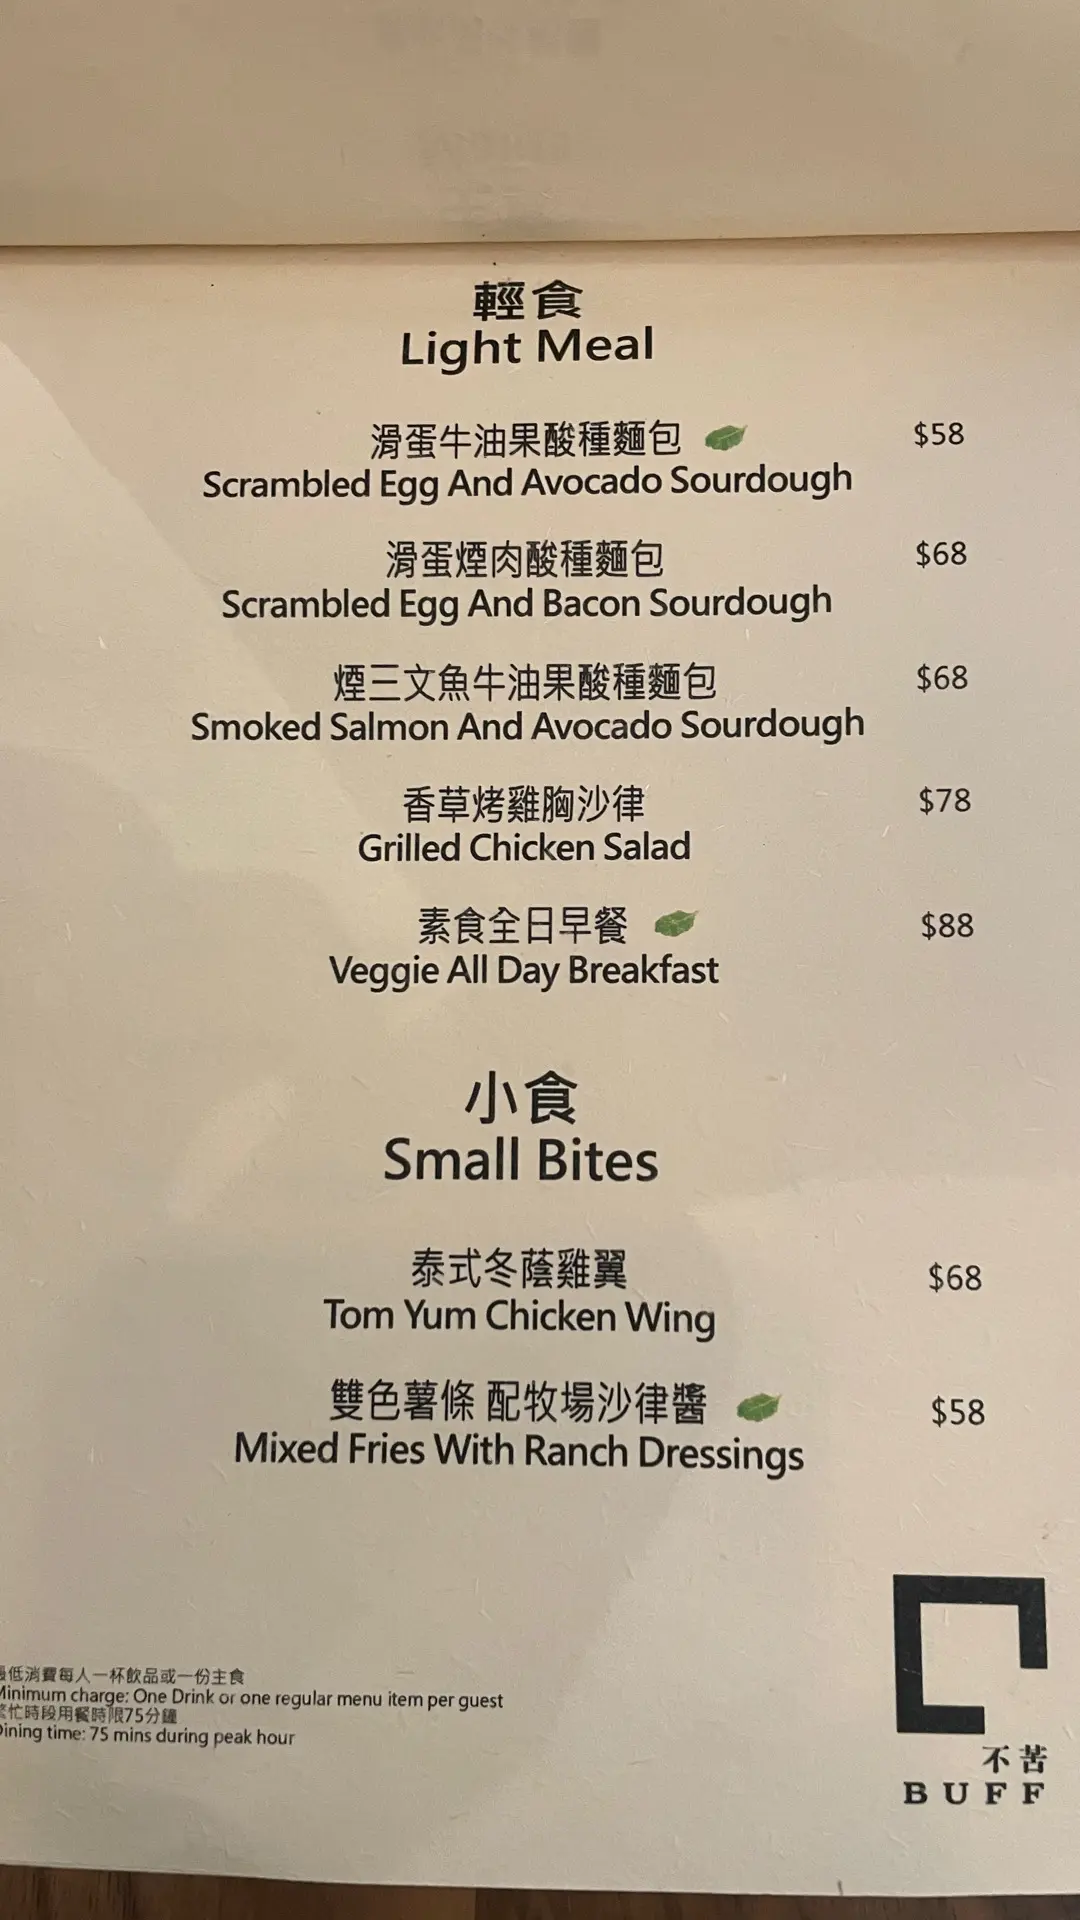 輕食
Light Meal
滑蛋牛油果酸種麵包 $58
Scrambled Egg And Avocado Sourdough
滑蛋煙肉酸種麵包 $68
Scrambled Egg And Bacon Sourdough
煙三文魚牛油果酸種麵包 $68
Smoked Salmon And Avocado Sourdough
香草烤雞胸沙律 $78
Grilled Chicken Salad
素食全日早餐 $88
Veggie All Day Breakfast
小食
Small Bites
泰式冬蔭雞翼 $68
Tom Yum Chicken Wing
雙色薯條 配牧場沙律醬 $58
Mixed Fries With Ranch Dressings
低消費每人一杯飲品或一份主食
Minimum charge: One Drink or one regular menu item per guest
忙時段用餐時限75分鐘
Dining time: 75 mins during peak hour
不苦
BUFF